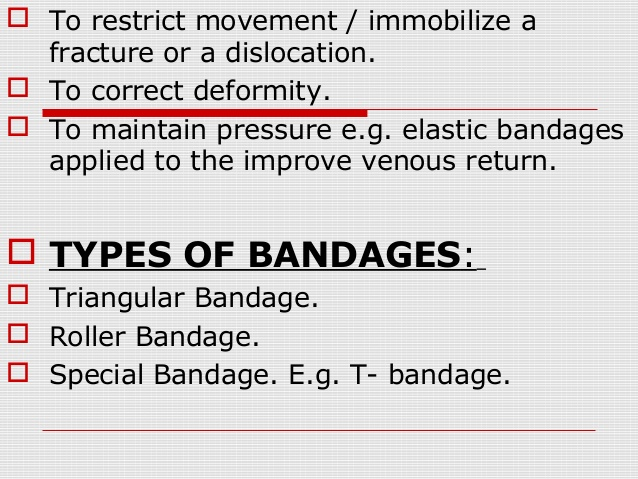 To restrict movement / immobilize a
fracture or a dislocation.
To correct deformity.
To maintain pressure e.g. elastic bandages
applied to the improve venous return.
TYPES OF BANDAGES:
Triangular Bandage.
Roller Bandage.
Special Bandage. E.g. T- bandage.